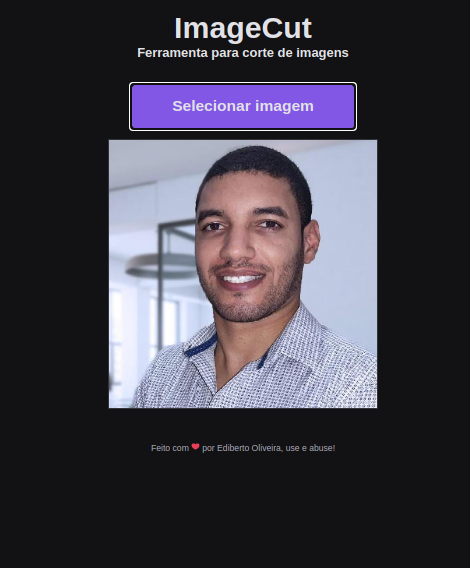 ImageCut
Ferramenta para corte de imagens
Selecionar imagem
Feito com ❤ por Ediberto Oliveira, use e abuse!